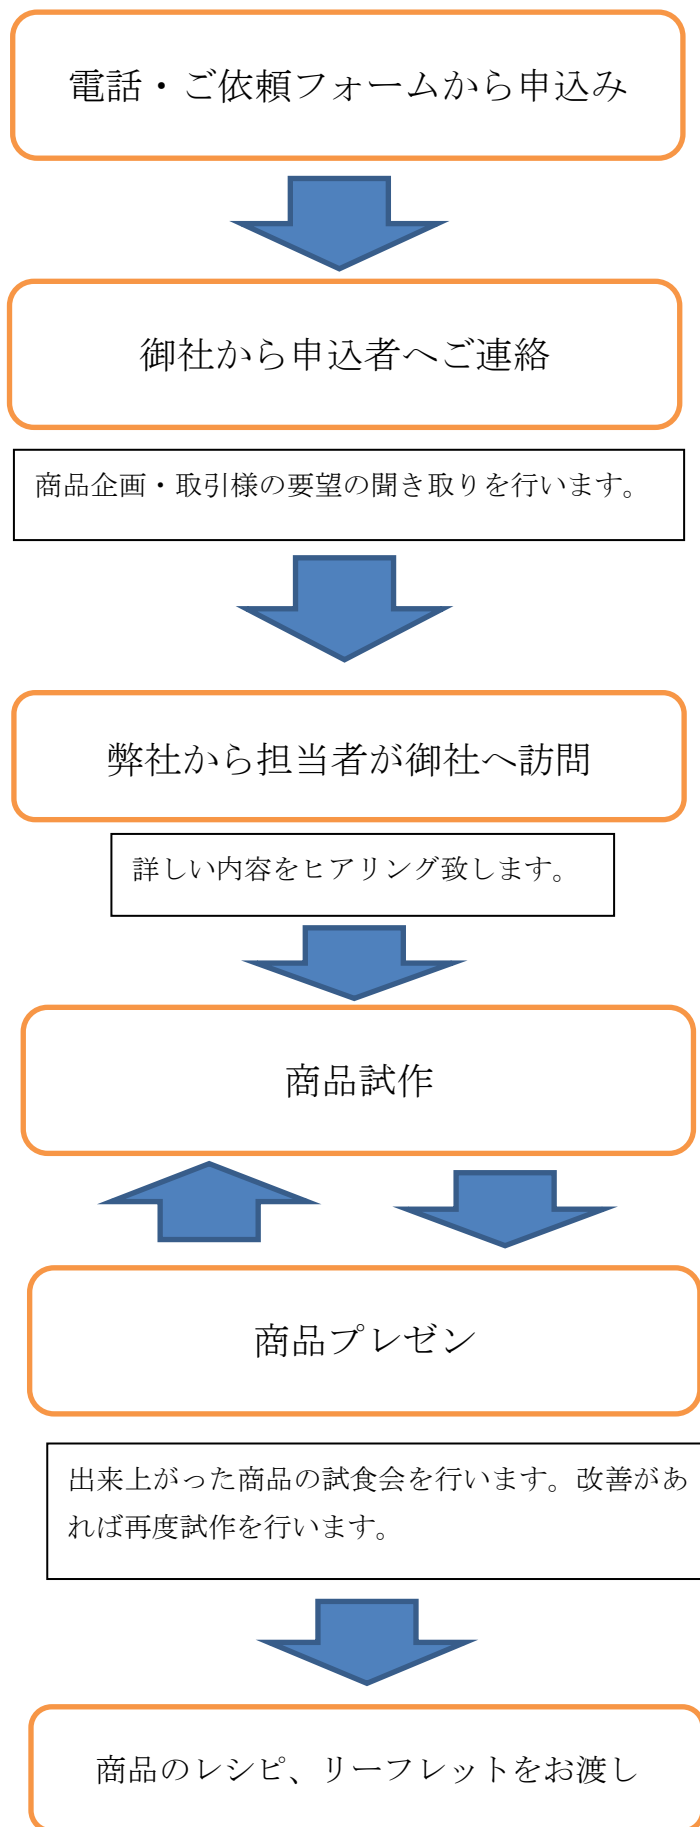 電話・ご依頼フォームから申込み
御社から申込者へご連絡
商品企画・取引様の要望の聞き取りを行います。
弊社から担当者が御社へ訪問
詳しい内容をヒアリング致します。
商品試作
商品プレゼン
出来上がった商品の試食会を行います。改善があ
れば再度試作を行います。
商品のレシピ、リーフレットをお渡し